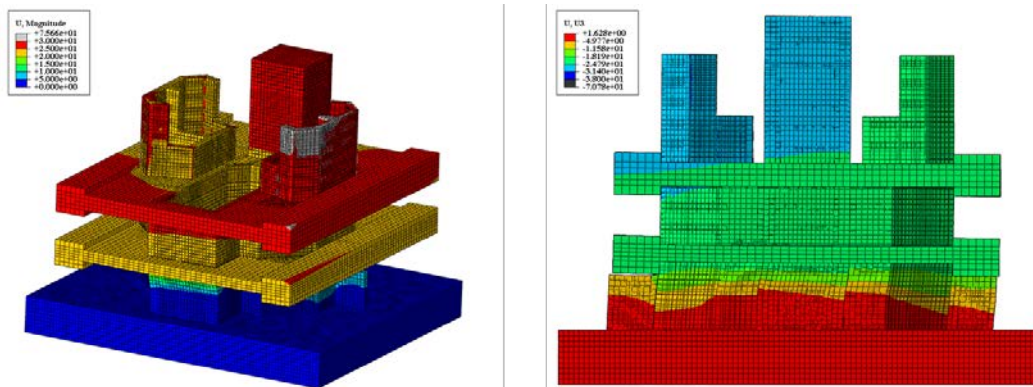 U, Magnitude
+7.566e+01
+3.000e+01
+2.500e+01
+2.000e+01
+1.500e+01
+1.000e+01
+5.000e+00
+0.000e+00
U, U3
+1.628e+00
-4.977e+00
-1.158e+01
-1.819e+01
-2.479e+01
-3.140e+01
-3.800e+01
-7.078e+01